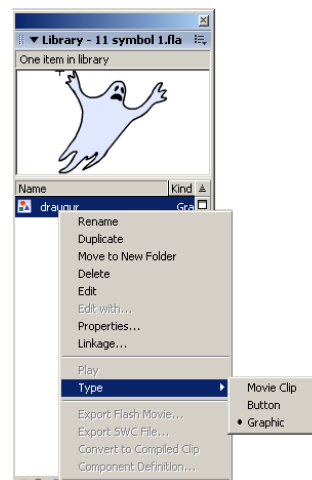 Library - 11 symbol 1.fla
One item in library
Name Kind
draugur Gra
Rename
Duplicate
Move to New Folder
Delete
Edit
Edit with...
Properties...
Linkage...
Play
Type
Movie Clip
Button
• Graphic
Export Flash Movie...
Export SWC File...
Convert to Compiled Clip
Component Definition...